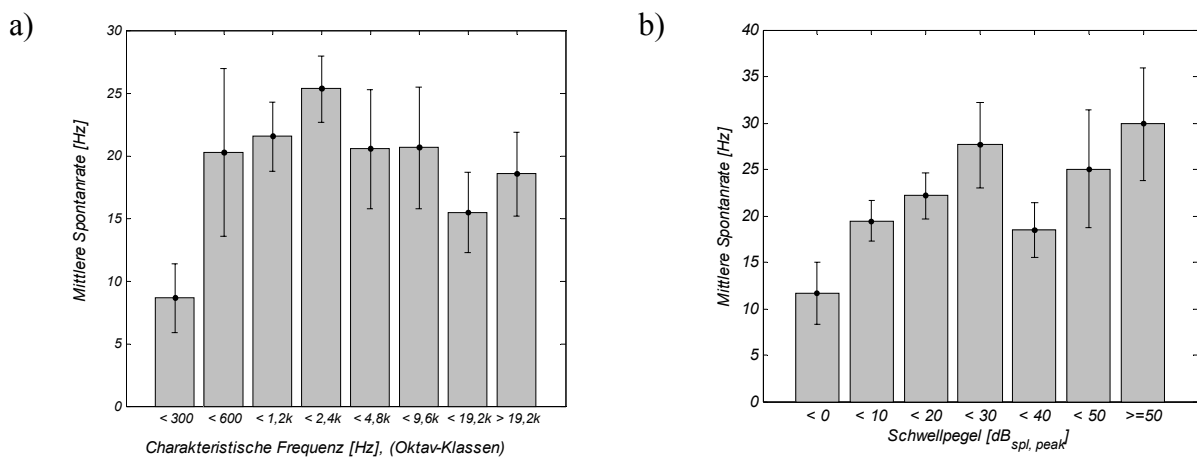 a)
30
25
20
15
10
5
0
Mittlere Spontanrate [Hz]
< 300 < 600 < 1,2k < 2,4k < 4,8k < 9,6k < 19,2k > 19,2k
Charakteristische Frequenz [Hz], (Oktav-Klassen)
b)
40
35
30
25
20
15
10
5
0
Mittlere Spontanrate [Hz]
< 0 < 10 < 20 < 30 < 40 < 50 >=50
Schwellpegel [dBspl, peak]